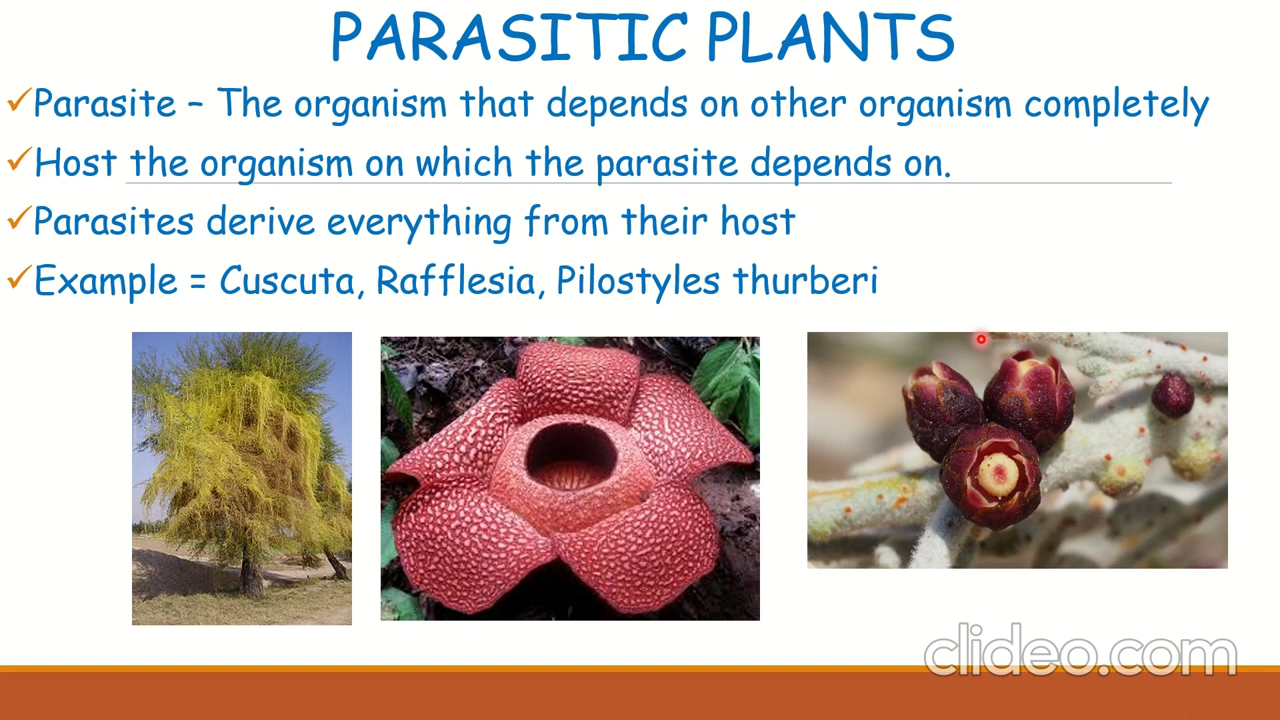 PARASITIC PLANTS
✓Parasite – The organism that depends on other organism completely
✓Host the organism on which the parasite depends on.
✓Parasites derive everything from their host
✓Example = Cuscuta, Rafflesia, Pilostyles thurberi
clideo.com